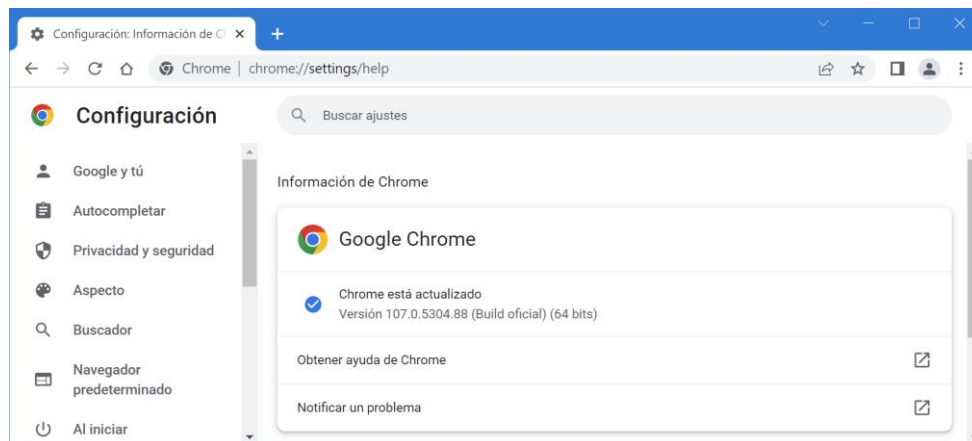 Configuración: Información de Cl
Chrome | chrome://settings/help
Configuración
Buscar ajustes
Google y tú
Autocompletar
Privacidad y seguridad
Aspecto
Buscador
Navegador
predeterminado
Al iniciar
Información de Chrome
Google Chrome
Chrome está actualizado
Versión 107.0.5304.88 (Build oficial) (64 bits)
Obtener ayuda de Chrome
Notificar un problema